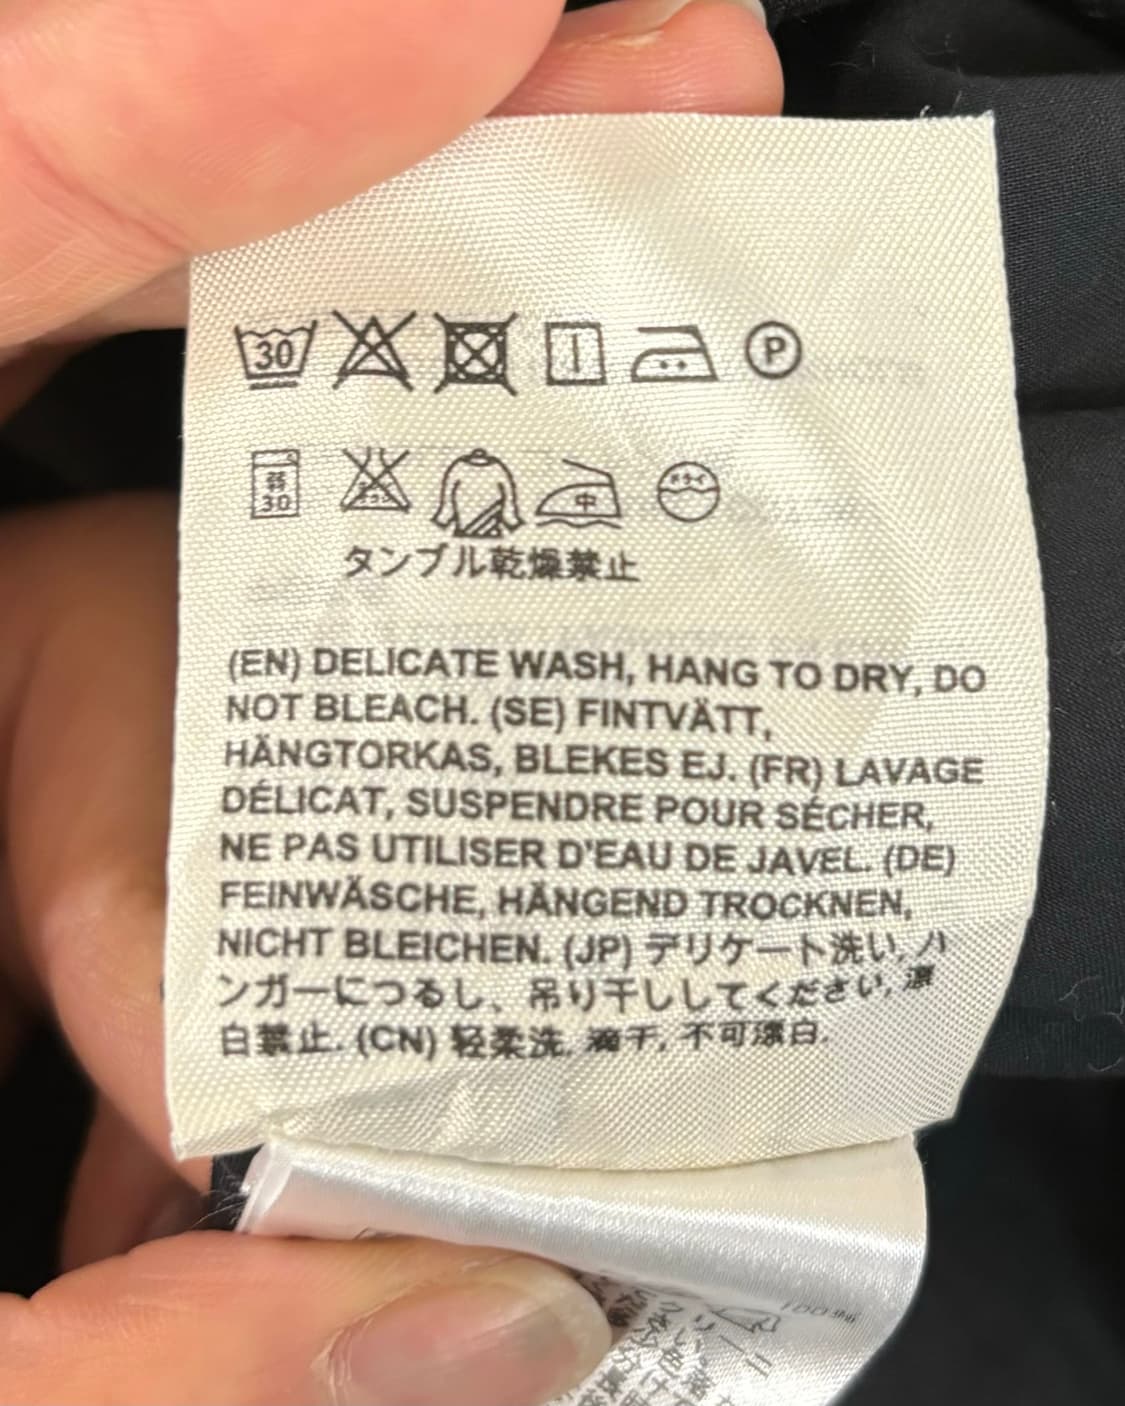 30 P
弱 30 中 ドライ
タンブル乾燥禁止
(EN) DELICATE WASH, HANG TO DRY, DO
NOT BLEACH. (SE) FINTVÄTT,
HÄNGTORKAS, BLEKES EJ. (FR) LAVAGE
DÉLICAT, SUSPENDRE POUR SÉCHER,
NE PAS UTILISER D'EAU DE JAVEL. (DE)
FEINWÄSCHE, HÄNGEND TROCKNEN,
NICHT BLEICHEN. (JP) デリケート洗い, ハ
ンガーにつるし、吊り干ししてください, 漂
白禁止. (CN) 轻柔洗, 滴干, 不可漂白.